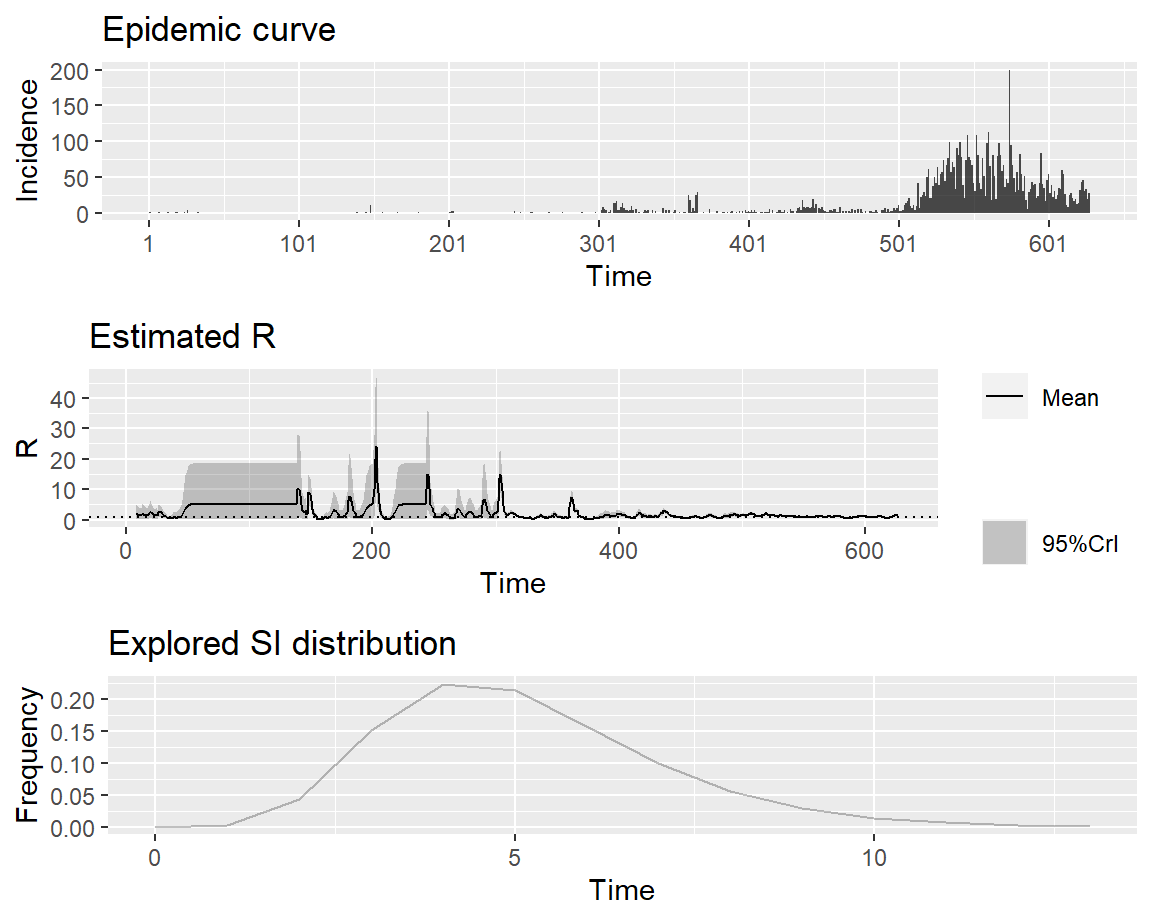 Epidemic curve
Incidence
200
150
100
50
0
1 101 201 301 401 501 601
Time
Estimated R
R
40
30
20
10
0
0 200 400 600
Time
Mean
95%CrI
Explored SI distribution
Frequency
0.20
0.15
0.10
0.05
0.00
0 5 10
Time